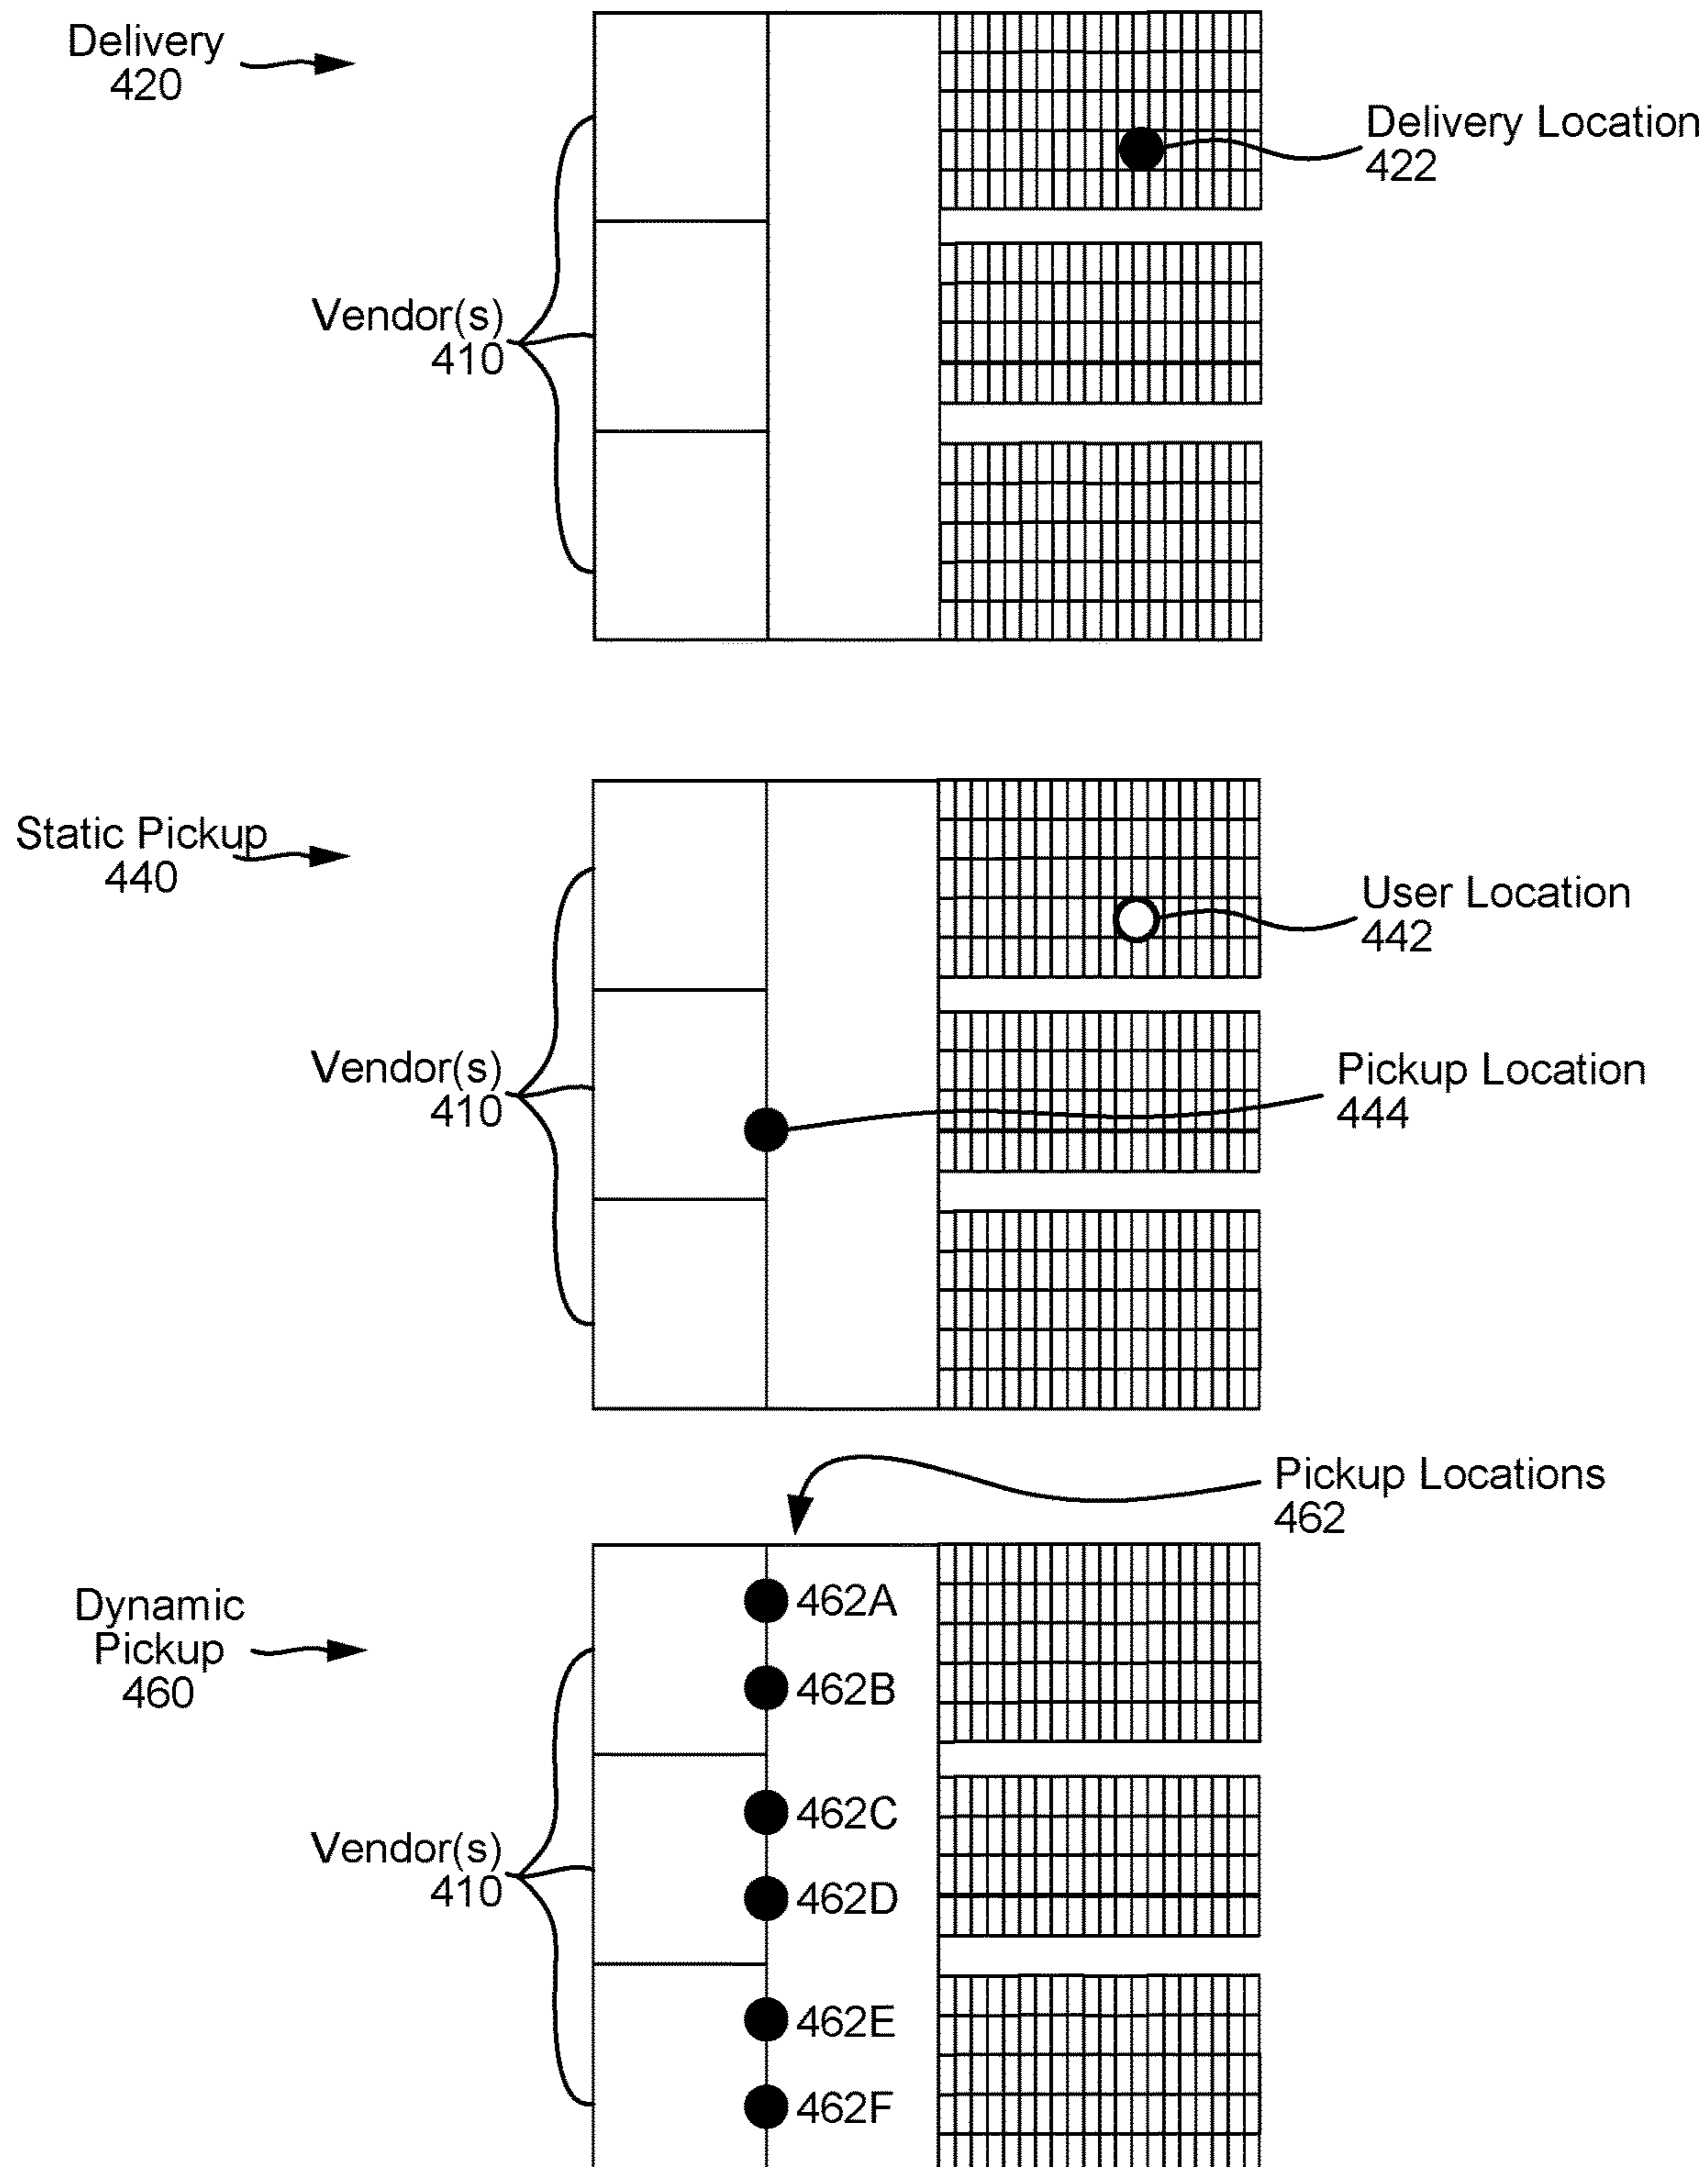 Delivery
420
Delivery Location
422
Vendor(s)
410
Static Pickup
440
User Location
442
Vendor(s)
410
Pickup Location
444
Pickup Locations
462
Dynamic
Pickup
460
462A
462B
462C
Vendor(s)
410
462D
462E
462F